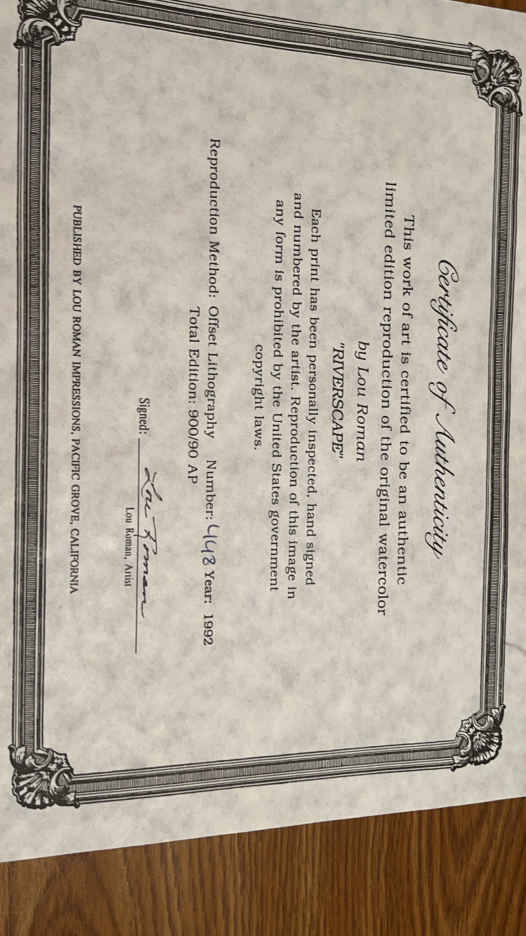 Certificate of Authenticity
This work of art is certified to be an authentic
limited edition reproduction of the original watercolor
by Lou Roman
"RIVERSCAPE"
Each print has been personally inspected, hand signed
and numbered by the artist. Reproduction of this image in
any form is prohibited by the United States government
copyright laws.
Reproduction Method: Offset Lithography Number: 448 Year: 1992
Total Edition: 900/90 AP
Signed: Lou Roman
Lou Roman, Artist
PUBLISHED BY LOU ROMAN IMPRESSIONS, PACIFIC GROVE, CALIFORNIA